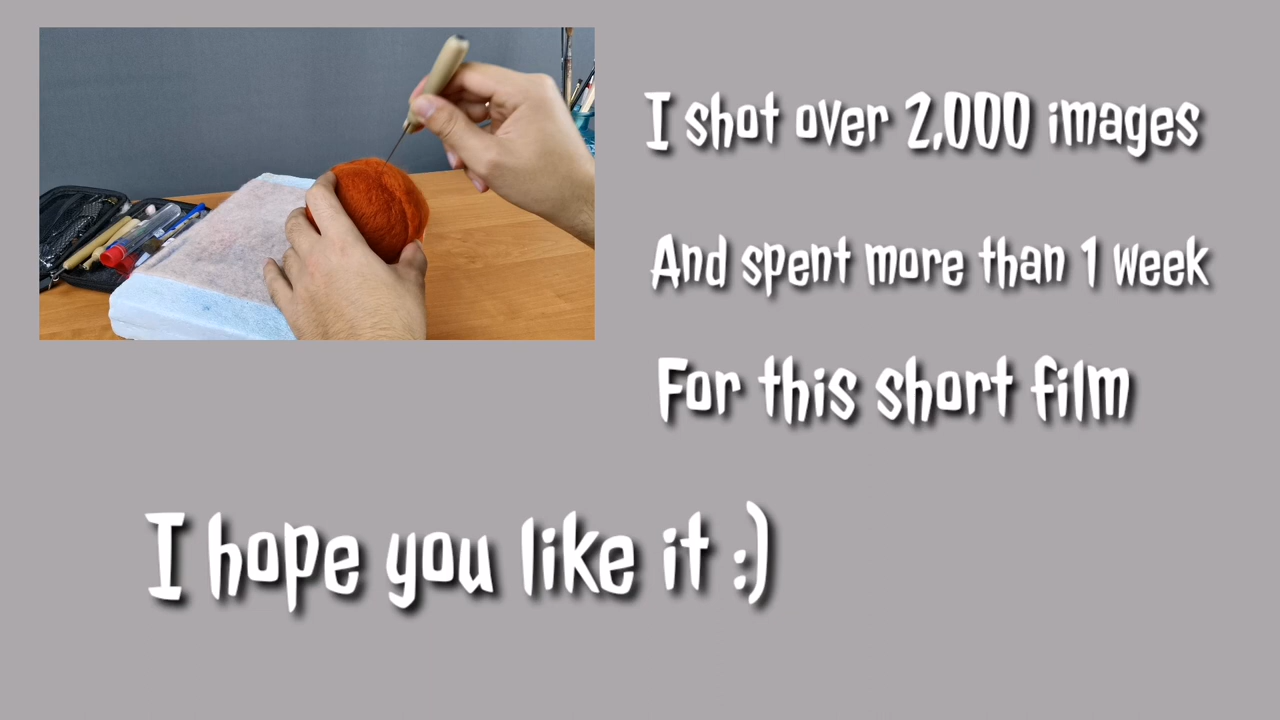 I shot over 2,000 images
And spent more than 1 week
For this short film
I hope you like it :)